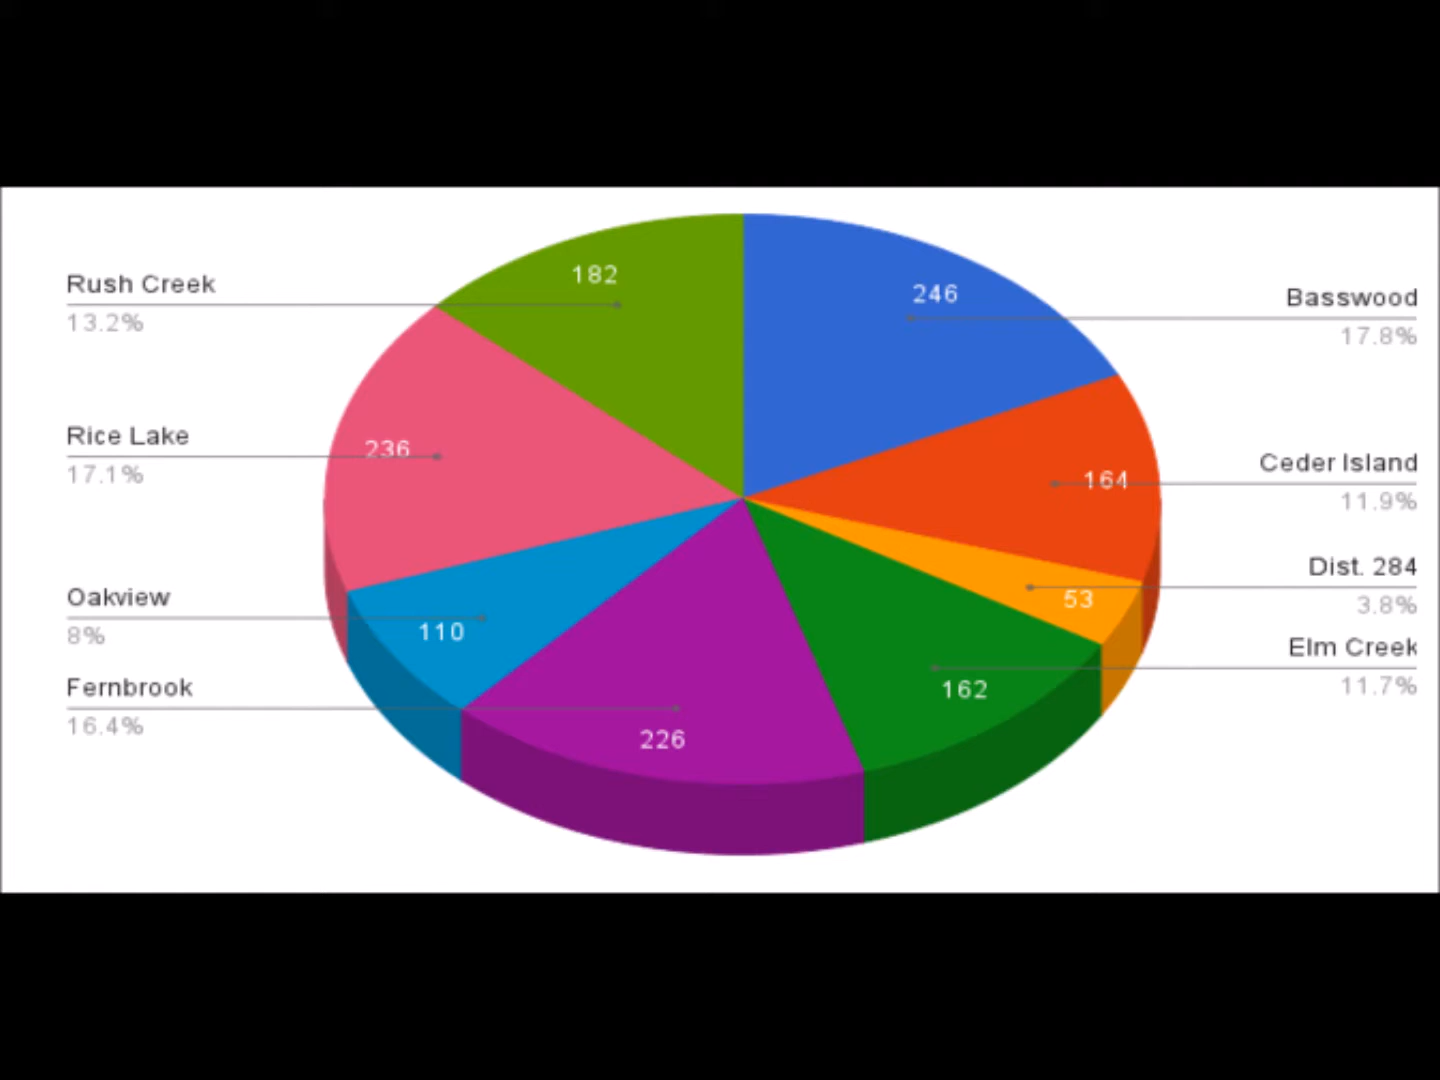 Rush Creek
13.2%
182
246
Basswood
17.8%
Rice Lake
17.1%
236
164
Ceder Island
11.9%
Dist. 284
3.8%
53
Oakview
8%
110
Elm Creek
11.7%
162
Fernbrook
16.4%
226